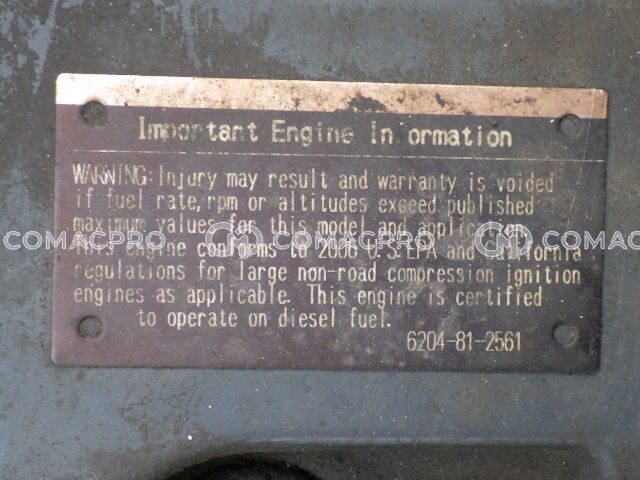 Important Engine Information
WARNING: Injury may result and warranty is voided
if fuel rate, rpm or altitudes exceed published
maximum values for this model and application.
This engine conforms to 2006 U.S. EPA and California
regulations for large non-road compression ignition
engines as applicable. This engine is certified
to operate on diesel fuel.
6204-81-2561
COMACPRO COMACPRO COMACPRO